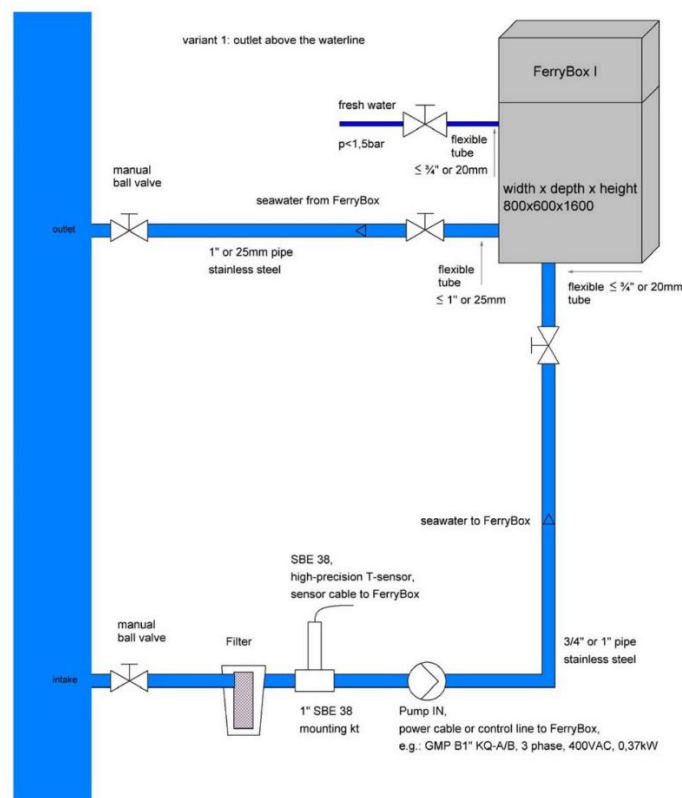 variant 1: outlet above the waterline
FerryBox I
fresh water
p<1,5bar
flexible
tube
≤ ¾" or 20mm
width x depth x height
800x600x1600
manual
ball valve
seawater from FerryBox
outlet
1" or 25mm pipe
stainless steel
flexible
tube
≤ 1" or 25mm
flexible ≤ ¾" or 20mm
tube
seawater to FerryBox
SBE 38,
high-precision T-sensor,
sensor cable to FerryBox
manual
ball valve
Filter
3/4" or 1" pipe
stainless steel
intake
1" SBE 38
mounting kt
Pump IN,
power cable or control line to FerryBox,
e.g.: GMP B1" KQ-A/B, 3 phase, 400VAC, 0,37kW